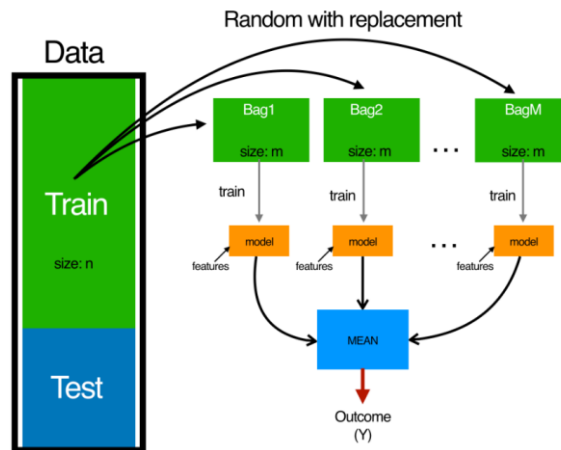 Random with replacement
Data
Train
size: n
Test
Bag1
size: m
Bag2
size: m
...
BagM
size: m
train
train
train
model
features
model
features
...
model
features
MEAN
Outcome
(Y)